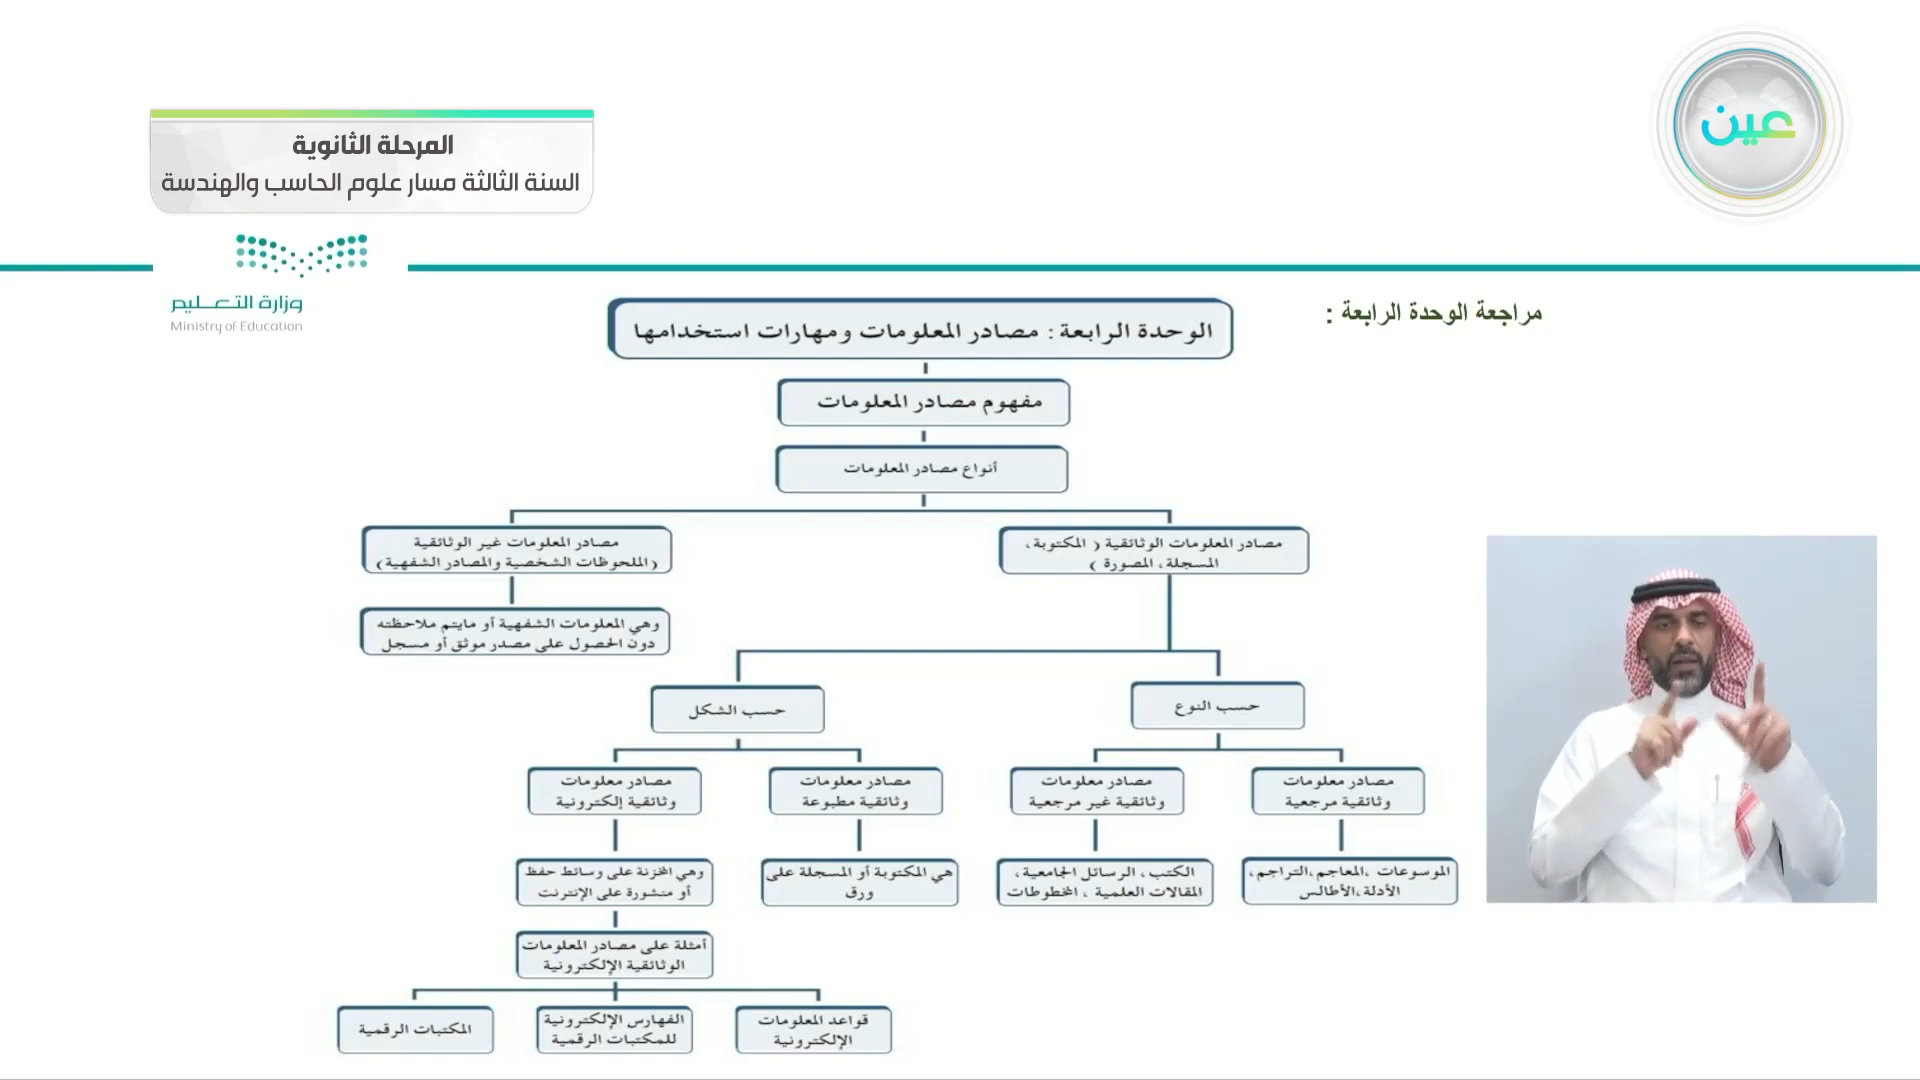 عين
المرحلة الثانوية
السنة الثالثة مسار علوم الحاسب والهندسة
وزارة التعليم
Ministry of Education
مراجعة الوحدة الرابعة :
الوحدة الرابعة : مصادر المعلومات ومهارات استخدامها
مفهوم مصادر المعلومات
أنواع مصادر المعلومات
مصادر المعلومات الوثائقية ( المكتوبة،
المسجلة، المصورة )
مصادر المعلومات غير الوثائقية
(الملحوظات الشخصية والمصادر الشفهية)
وهي المعلومات الشفهية أو مايتم ملاحظته
دون الحصول على مصدر موثق أو مسجل
حسب النوع
حسب الشكل
مصادر معلومات
وثائقية مرجعية
مصادر معلومات
وثائقية غير مرجعية
مصادر معلومات
وثائقية مطبوعة
مصادر معلومات
وثائقية إلكترونية
الموسوعات ،المعاجم،التراجم،
الأدلة،الأطالس
الكتب، الرسائل الجامعية،
المقالات العلمية ، المخطوطات
هي المكتوبة أو المسجلة على
ورق
وهي المخزنة على وسائط حفظ
أو منشورة على الإنترنت
أمثلة على مصادر المعلومات
الوثائقية الإلكترونية
قواعد المعلومات
الإلكترونية
الفهارس الإلكترونية
للمكتبات الرقمية
المكتبات الرقمية